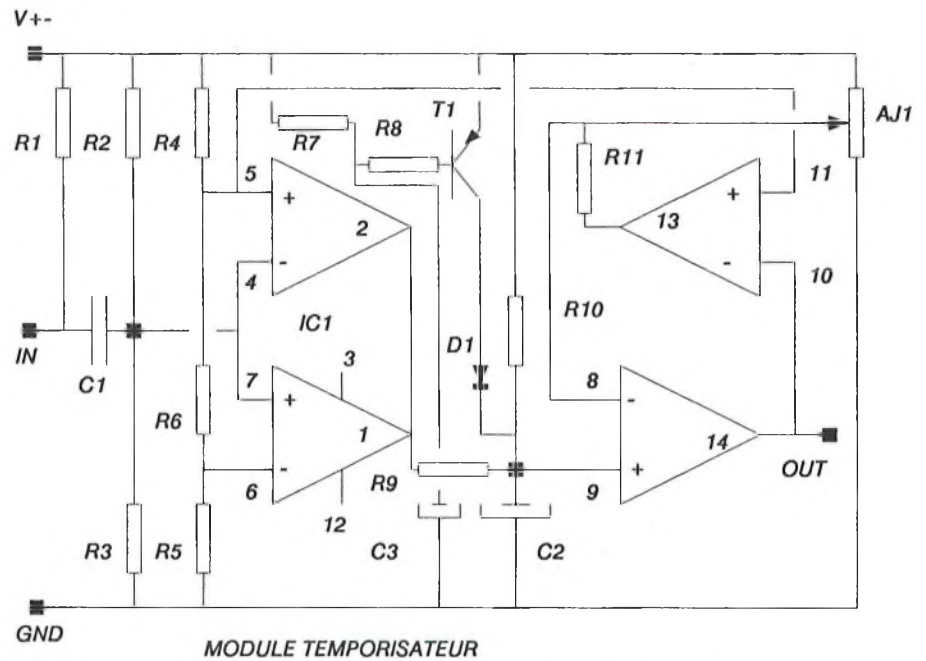 V+-
T1
AJ1
R1
R2
R4
R7
R8
R11
5
+
2
+
13
11
-
4
-
10
IC1
R10
IN
C1
3
D1
7
8
+
-
R6
1
14
-
R9
+
OUT
6
9
12
R3
R5
C3
C2
GND
MODULE TEMPORISATEUR